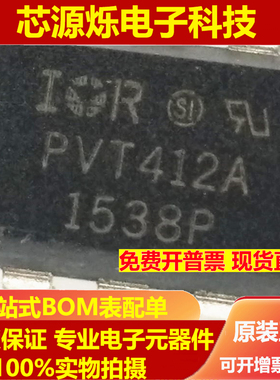 芯源烁电子科技
IOR SI
PVT412A
1538P
免费开普票 现货直
站式BOM表配单
保证 专业电子元器件
100%实物拍摄
原装
可开增票